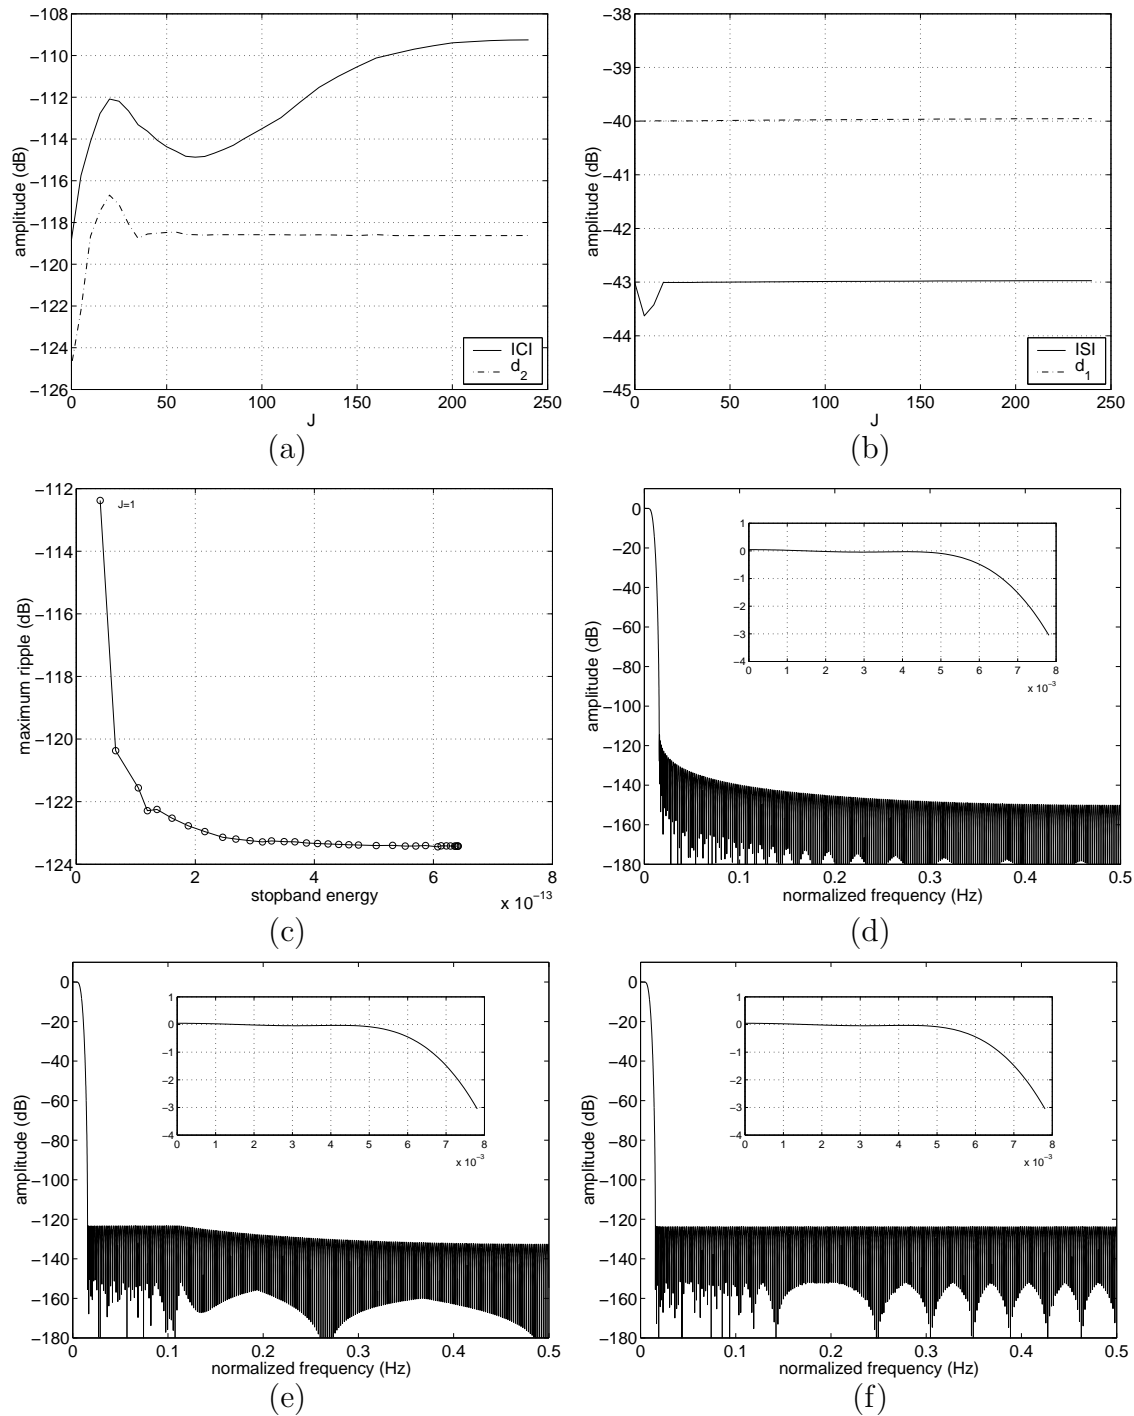 −108
−110
−112
−114
−116
−118
−120
−122
−124
−126
amplitude (dB)
0 50 100 150 200 250
J
ICI
d2
(a)
−38
−39
−40
−41
−42
−43
−44
−45
amplitude (dB)
0 50 100 150 200 250
J
ISI
d1
(b)
−112
−114
−116
−118
−120
−122
−124
maximum ripple (dB)
J=1
0 2 4 6 8
stopband energy
x 10−13
(c)
0
−20
−40
−60
−80
−100
−120
−140
−160
−180
amplitude (dB)
1
0
−1
−2
−3
−4
0 1 2 3 4 5 6 7 8
x 10−3
0 0.1 0.2 0.3 0.4 0.5
normalized frequency (Hz)
(d)
0
−20
−40
−60
−80
−100
−120
−140
−160
−180
amplitude (dB)
1
0
−1
−2
−3
−4
0 1 2 3 4 5 6 7 8
x 10−3
0 0.1 0.2 0.3 0.4 0.5
normalized frequency (Hz)
(e)
0
−20
−40
−60
−80
−100
−120
−140
−160
−180
amplitude (dB)
1
0
−1
−2
−3
−4
0 1 2 3 4 5 6 7 8
x 10−3
0 0.1 0.2 0.3 0.4 0.5
normalized frequency (Hz)
(f)